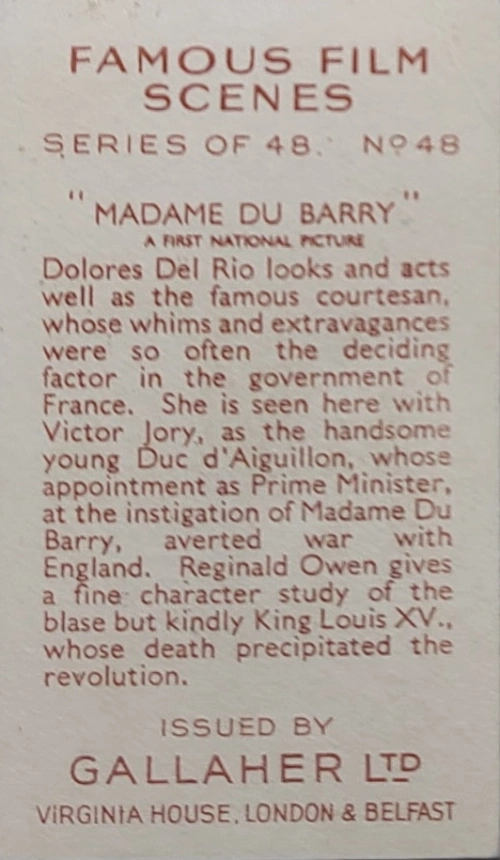 FAMOUS FILM
SCENES
SERIES OF 48. Nº 48
"MADAME DU BARRY"
A FIRST NATIONAL PICTURE
Dolores Del Rio looks and acts
well as the famous courtesan,
whose whims and extravagances
were so often the deciding
factor in the government of
France. She is seen here with
Victor Jory, as the handsome
young Duc d'Aiguillon, whose
appointment as Prime Minister,
at the instigation of Madame Du
Barry, averted war with
England. Reginald Owen gives
a fine character study of the
blase but kindly King Louis XV.,
whose death precipitated the
revolution.
ISSUED BY
GALLAHER LTD
VIRGINIA HOUSE, LONDON & BELFAST